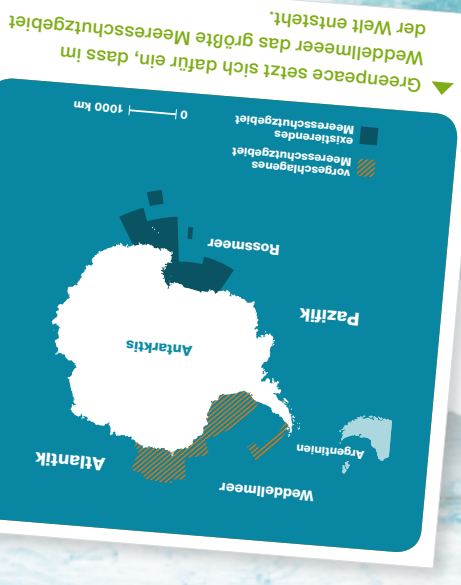 Weddellmeer
Atlantik
Argentinien
Antarktis
Pazifik
Rossmeer
vorgeschlagenes
Meeresschutzgebiet
existierendes
Meeresschutzgebiet
0 1000 km
Greenpeace setzt sich dafür ein, dass im
Weddellmeer das größte Meeresschutzgebiet
der Welt entsteht.